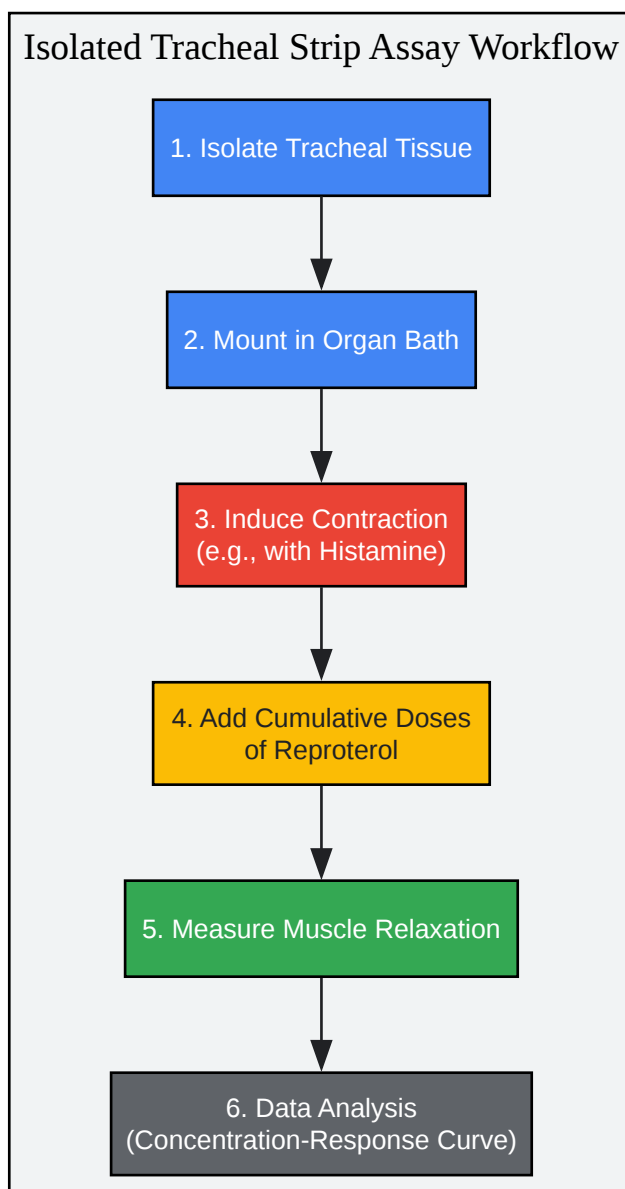 Isolated Tracheal Strip Assay Workflow
1. Isolate Tracheal Tissue
2. Mount in Organ Bath
3. Induce Contraction
(e.g., with Histamine)
4. Add Cumulative Doses
of Reproterol
5. Measure Muscle Relaxation
6. Data Analysis
(Concentration-Response Curve)